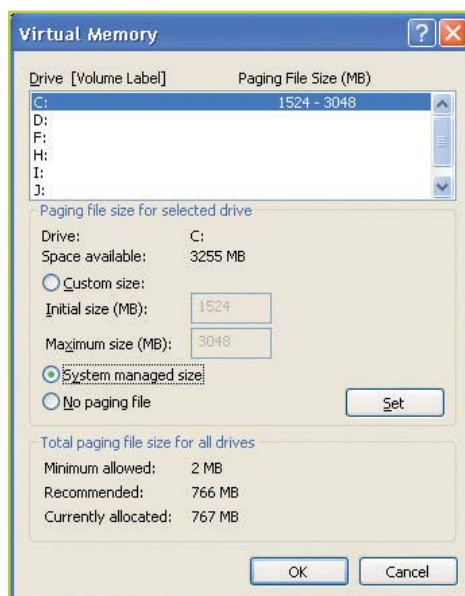 Virtual Memory
Drive [Volume Label] Paging File Size (MB)
C: 1524 - 3048
D:
F:
H:
I:
J:
Paging file size for selected drive
Drive: C:
Space available: 3255 MB
Custom size:
Initial size (MB): 1524
Maximum size (MB): 3048
System managed size
No paging file
Set
Total paging file size for all drives
Minimum allowed: 2 MB
Recommended: 766 MB
Currently allocated: 767 MB
OK Cancel